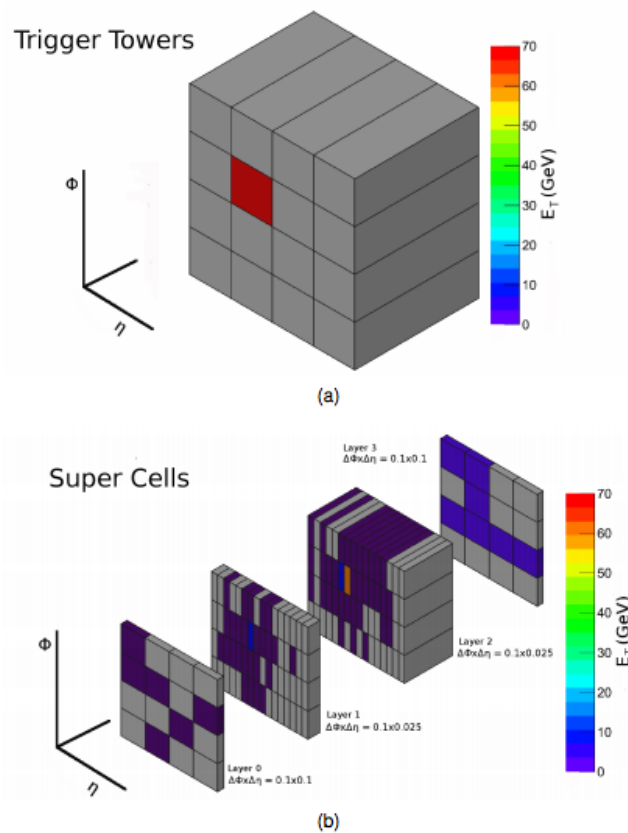 Trigger Towers
Φ
η
70
60
50
40
30
20
10
0
E_T (GeV)
(a)
Super Cells
Layer 3
ΔΦxΔη = 0.1x0.1
Φ
η
Layer 2
ΔΦxΔη = 0.1x0.025
Layer 1
ΔΦxΔη = 0.1x0.025
Layer 0
ΔΦxΔη = 0.1x0.1
70
60
50
40
30
20
10
0
E_T (GeV)
(b)